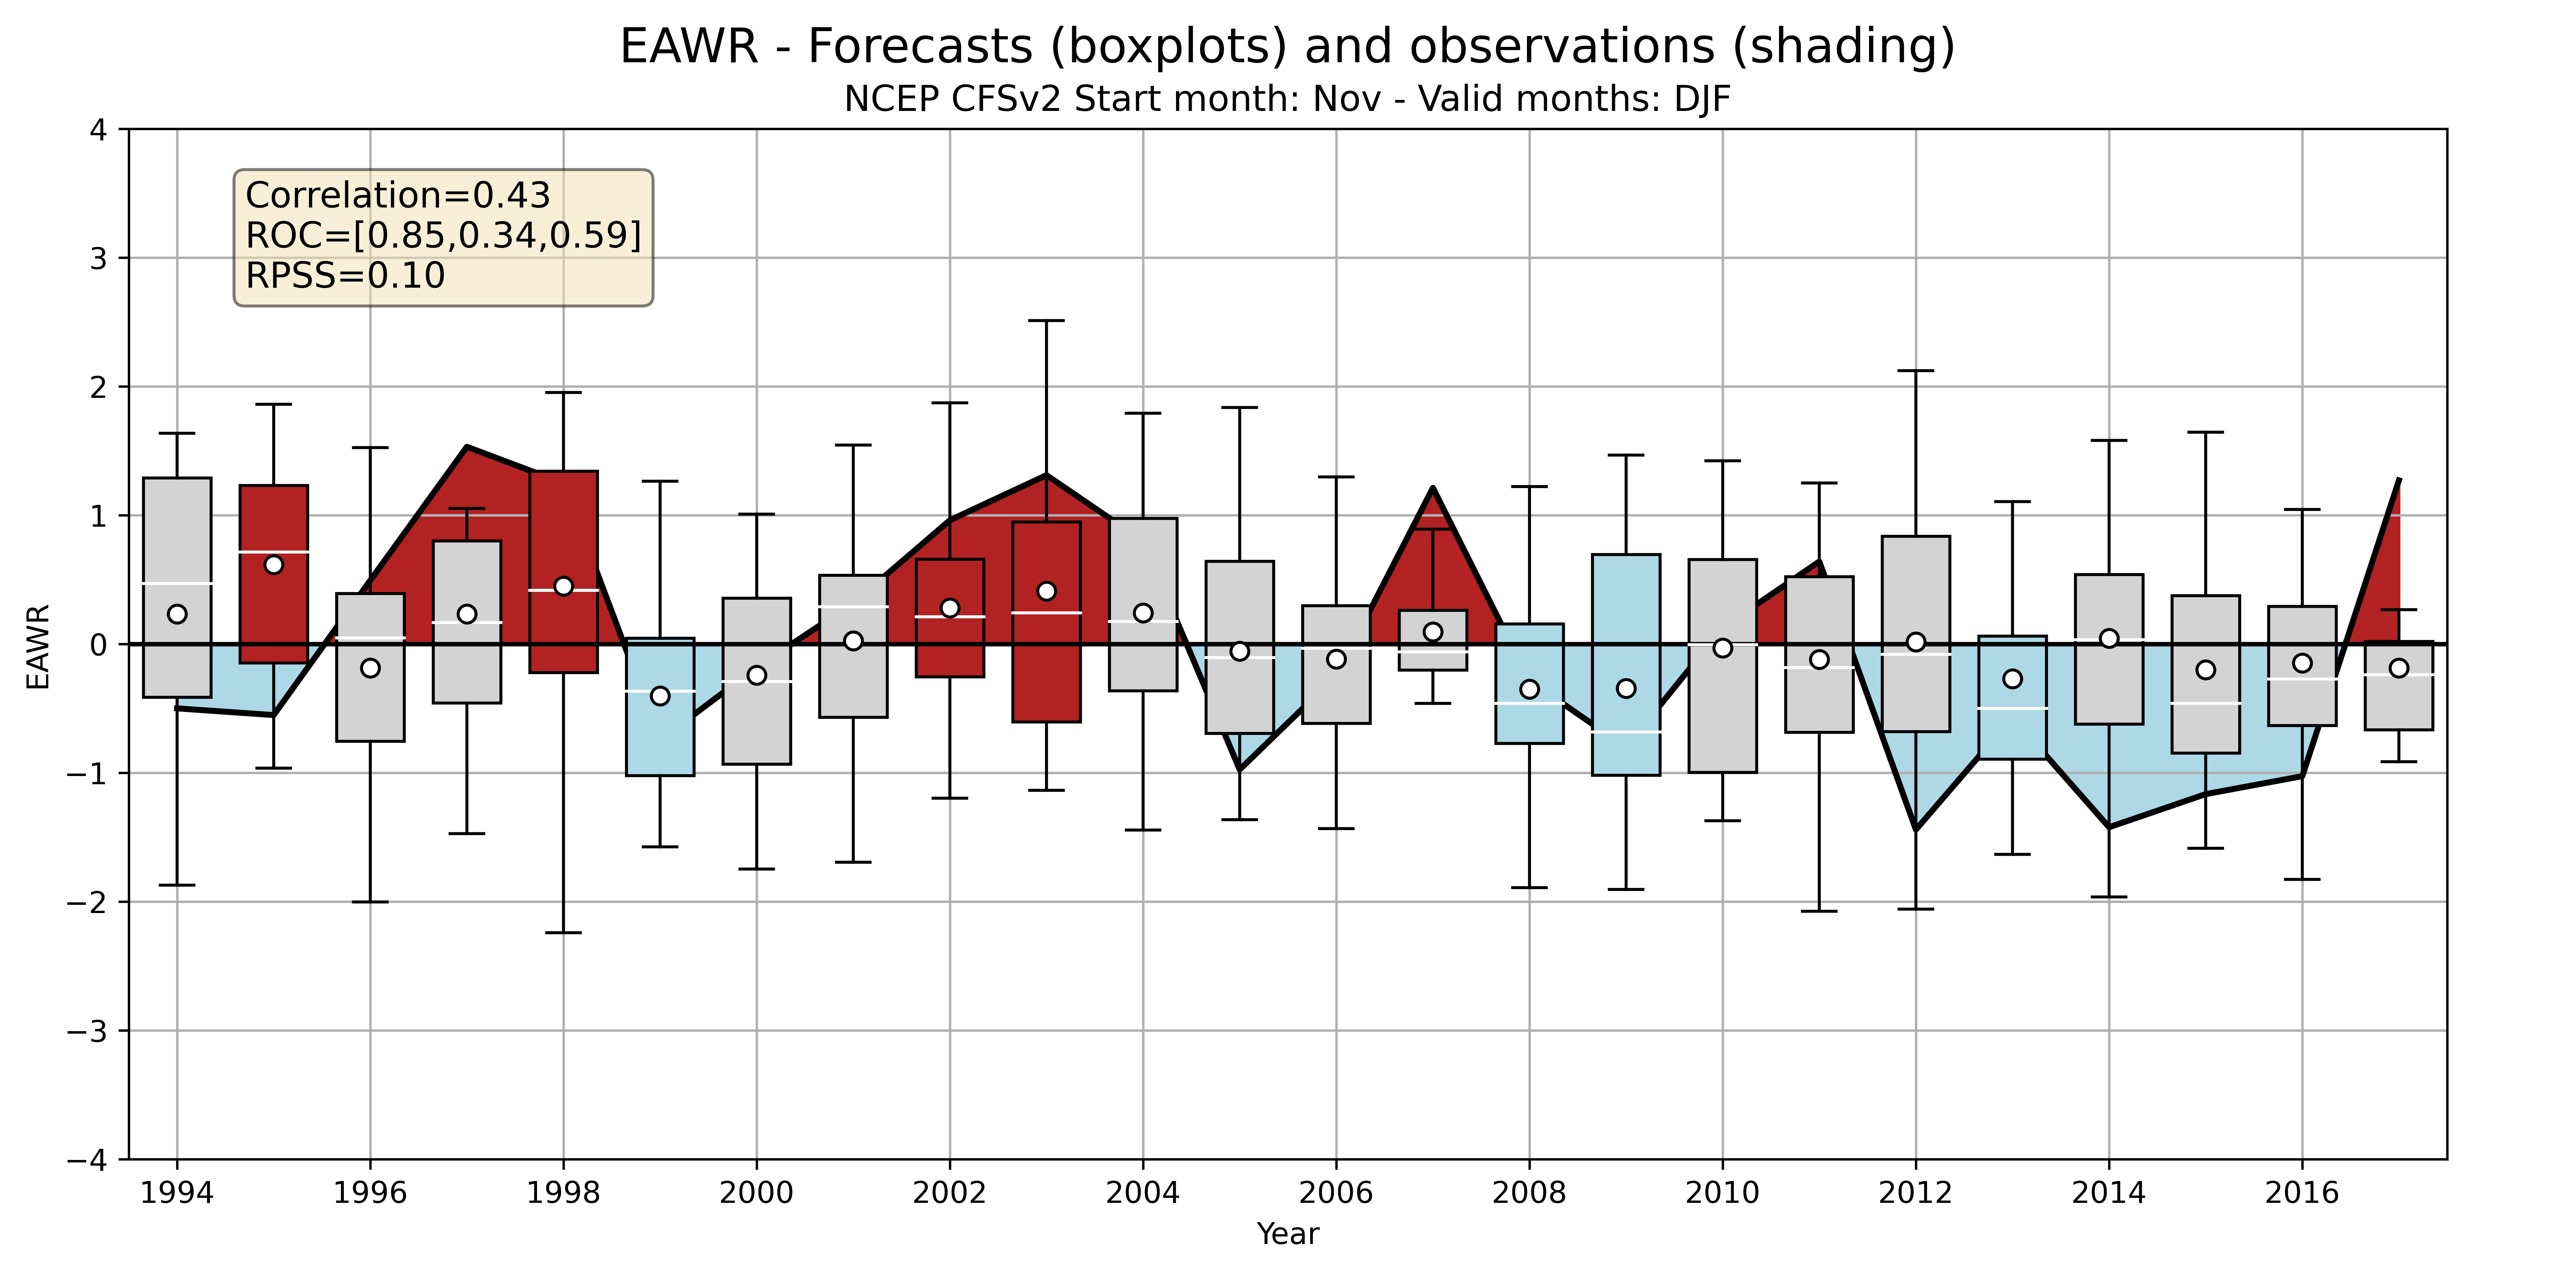 EAWR - Forecasts (boxplots) and observations (shading)
NCEP CFSv2 Start month: Nov - Valid months: DJF
Correlation=0.43
ROC=[0.85,0.34,0.59]
RPSS=0.10
EAWR
4
3
2
1
0
−1
−2
−3
−4
1994 1996 1998 2000 2002 2004 2006 2008 2010 2012 2014 2016
Year